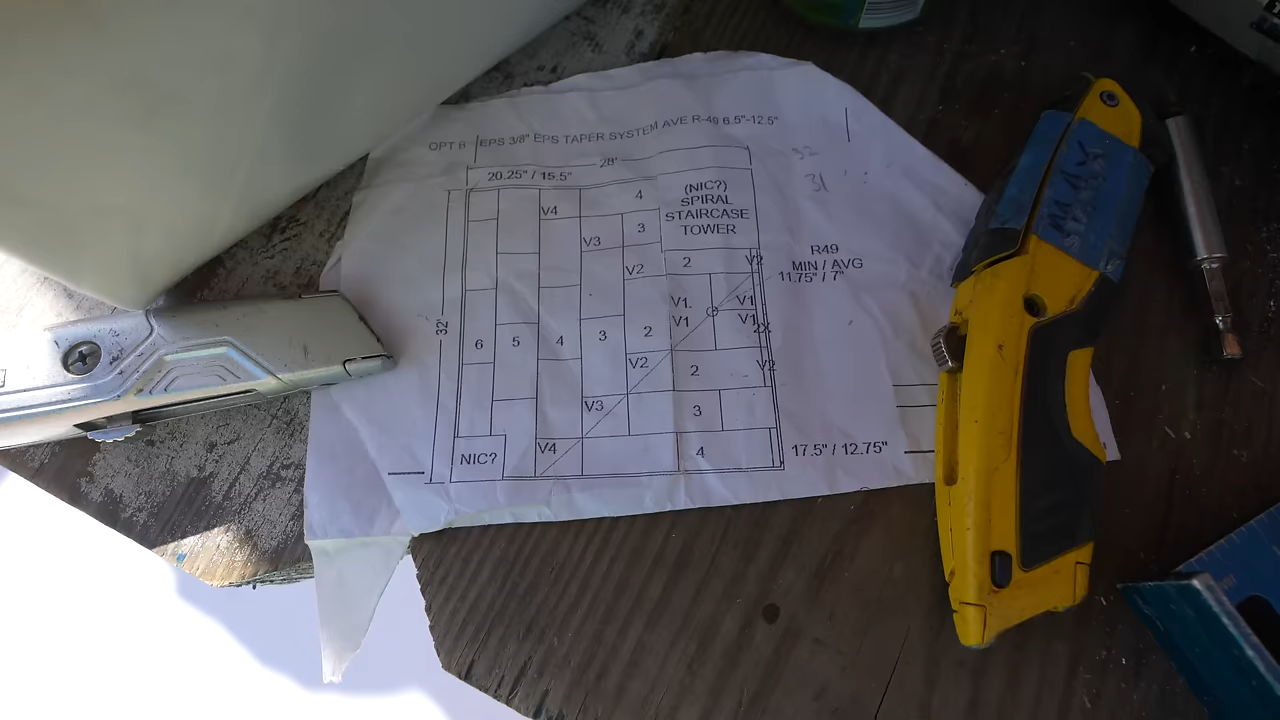 OPT B EPS 3/8" EPS TAPER SYSTEM AVE R-49 6.5"-12.5"
28'
20.25" / 15.5"
32
31
4
(NIC?)
SPIRAL
STAIRCASE
TOWER
V4
3
V3
R49
MIN / AVG
11.75" / 7"
2
V2
V2
V1
V1
V1
V1
32'
6
5
4
3
2
V2
2
V2
V3
3
NIC?
V4
4
17.5" / 12.75"
MAX